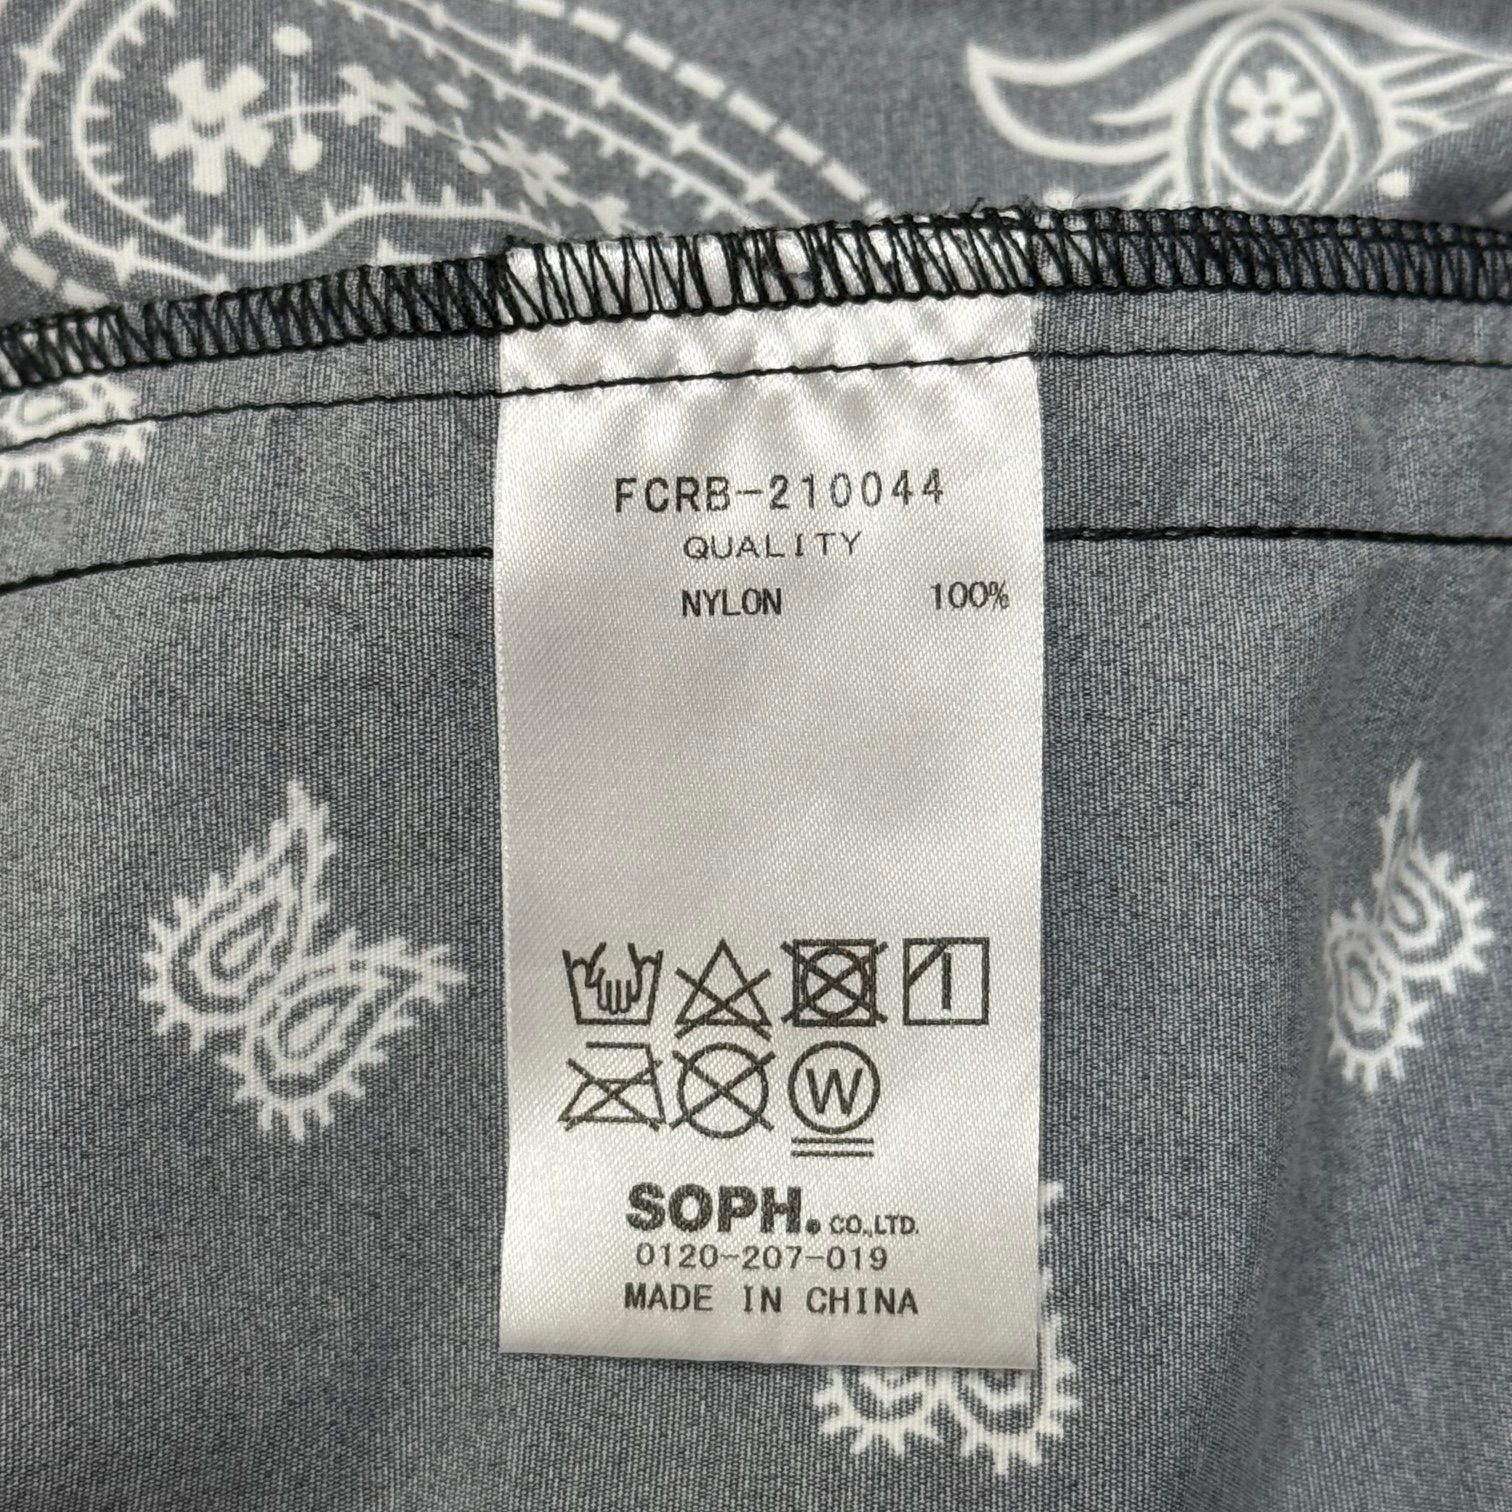 FCRB-210044
QUALITY
NYLON 100%
W
SOPH. CO.,LTD.
0120-207-019
MADE IN CHINA